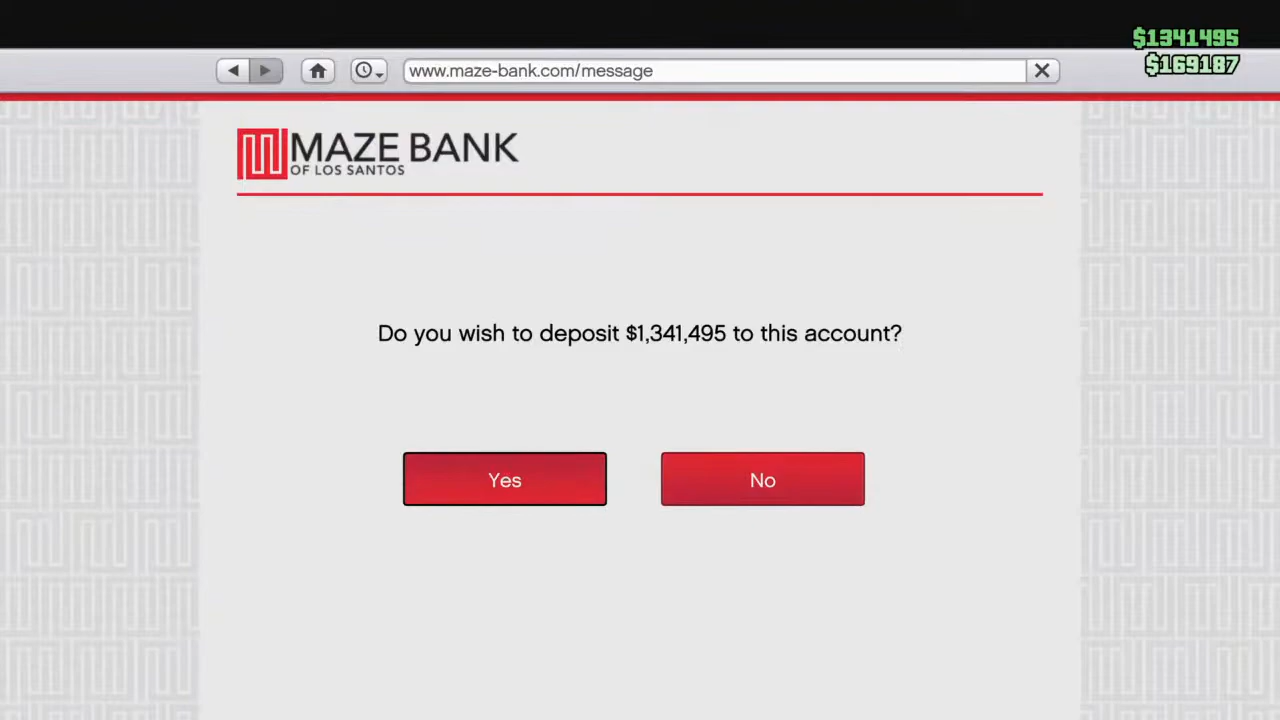 $1341495
$169187
www.maze-bank.com/message
MAZE BANK
OF LOS SANTOS
Do you wish to deposit $1,341,495 to this account?
Yes
No